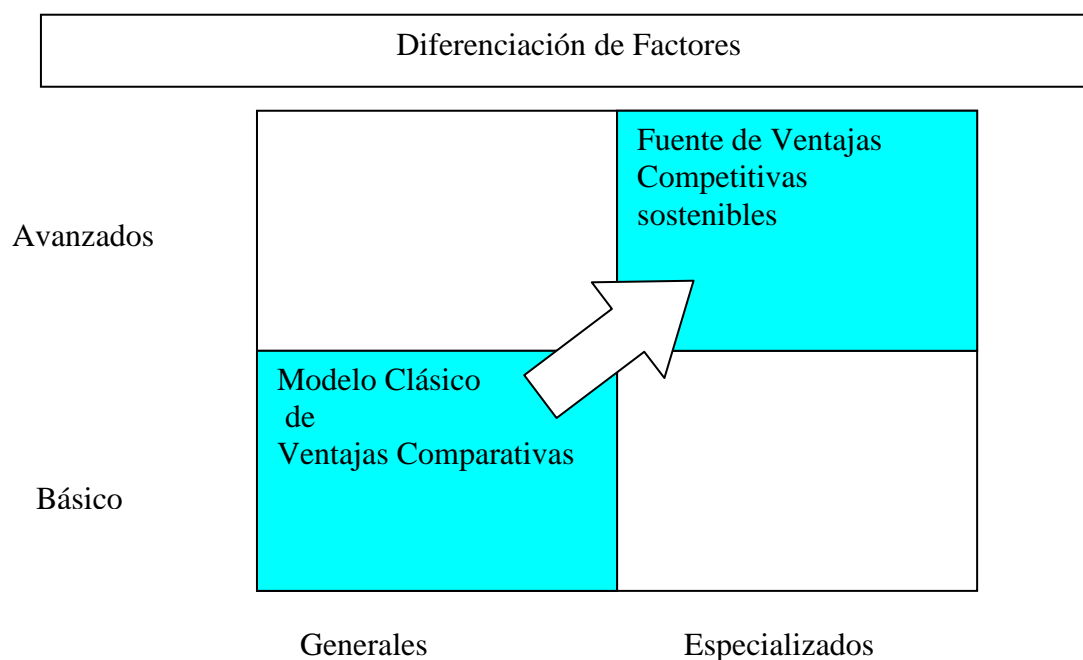 Diferenciación de Factores
Fuente de Ventajas
Competitivas
sostenibles
Avanzados
Modelo Clásico
de
Ventajas Comparativas
Básico
Generales
Especializados